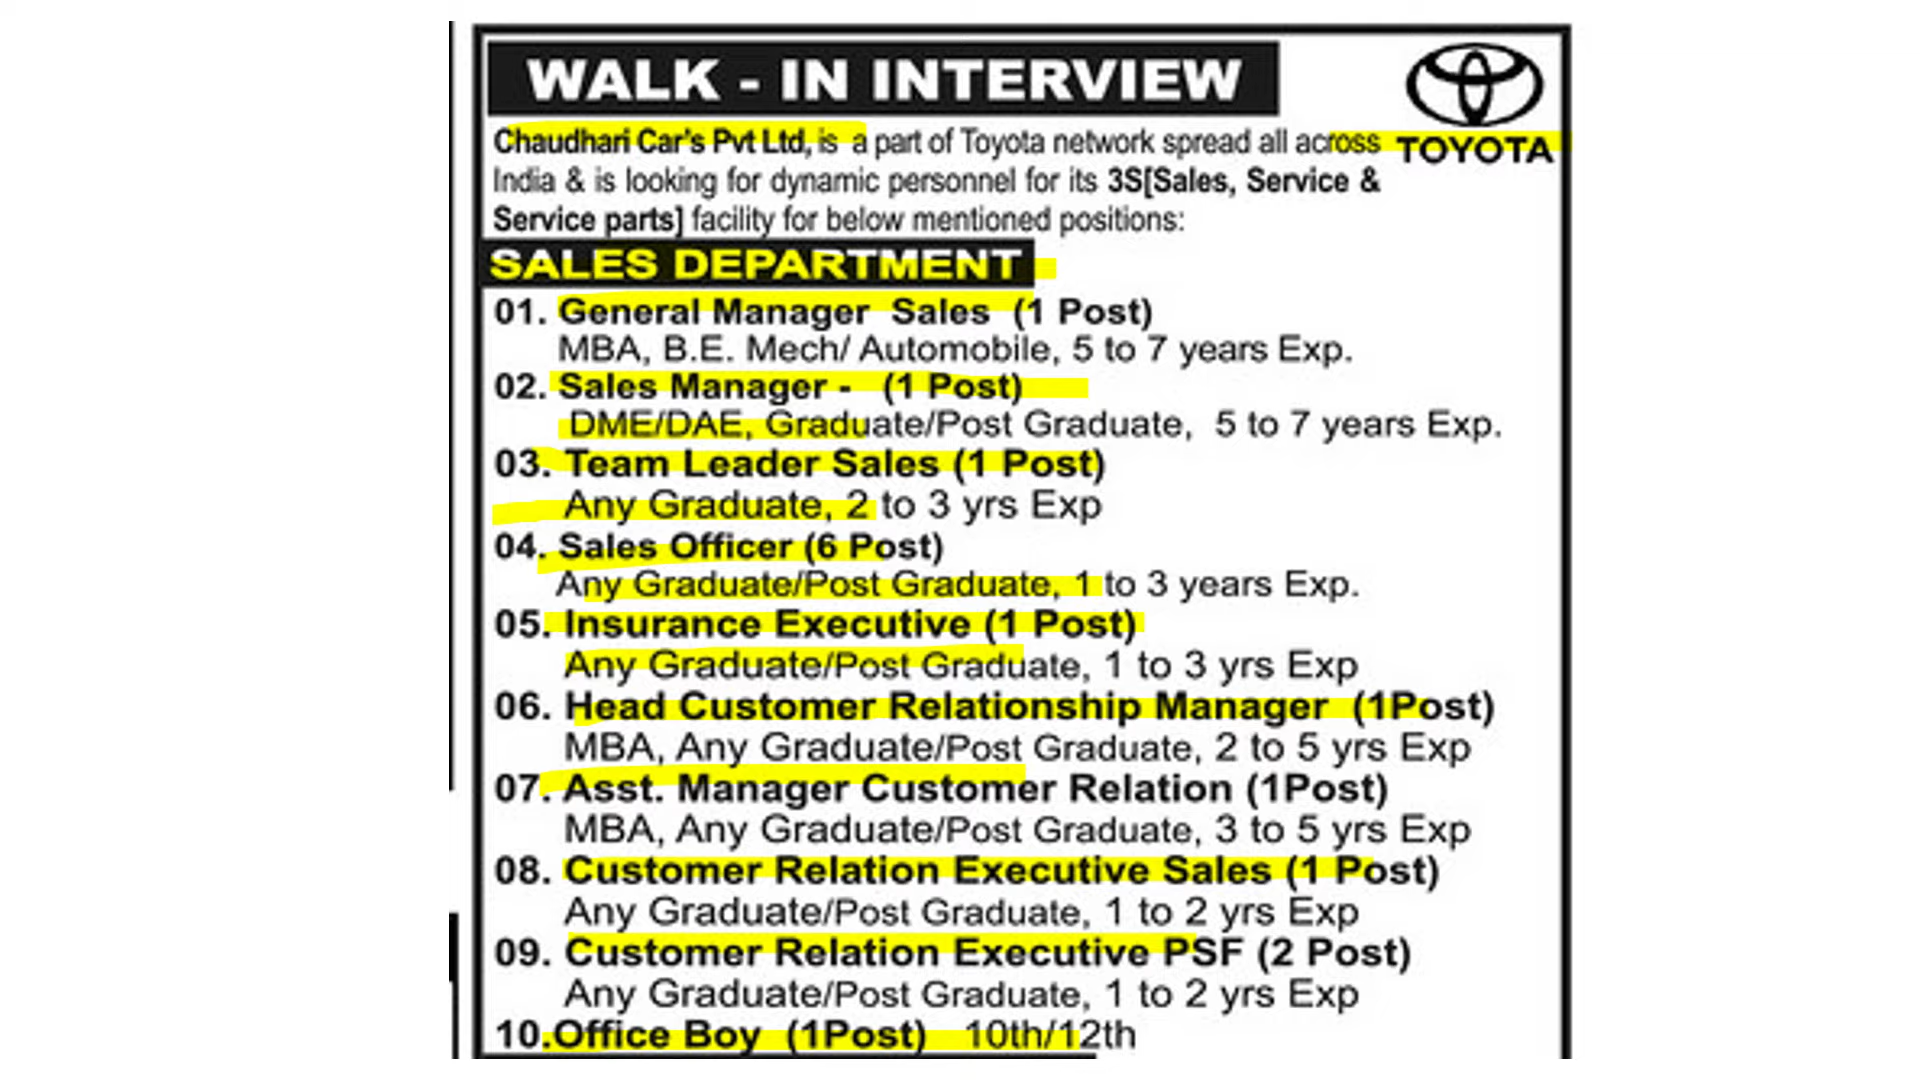 WALK - IN INTERVIEW
TOYOTA
Chaudhari Car's Pvt Ltd, is a part of Toyota network spread all across
India & is looking for dynamic personnel for its 3S[Sales, Service &
Service parts] facility for below mentioned positions:
SALES DEPARTMENT
01. General Manager Sales (1 Post)
MBA, B.E. Mech/ Automobile, 5 to 7 years Exp.
02. Sales Manager - (1 Post)
DME/DAE, Graduate/Post Graduate, 5 to 7 years Exp.
03. Team Leader Sales (1 Post)
Any Graduate, 2 to 3 yrs Exp
04. Sales Officer (6 Post)
Any Graduate/Post Graduate, 1 to 3 years Exp.
05. Insurance Executive (1 Post)
Any Graduate/Post Graduate, 1 to 3 yrs Exp
06. Head Customer Relationship Manager (1Post)
MBA, Any Graduate/Post Graduate, 2 to 5 yrs Exp
07. Asst. Manager Customer Relation (1Post)
MBA, Any Graduate/Post Graduate, 3 to 5 yrs Exp
08. Customer Relation Executive Sales (1 Post)
Any Graduate/Post Graduate, 1 to 2 yrs Exp
09. Customer Relation Executive PSF (2 Post)
Any Graduate/Post Graduate, 1 to 2 yrs Exp
10.Office Boy (1Post) 10th/12th